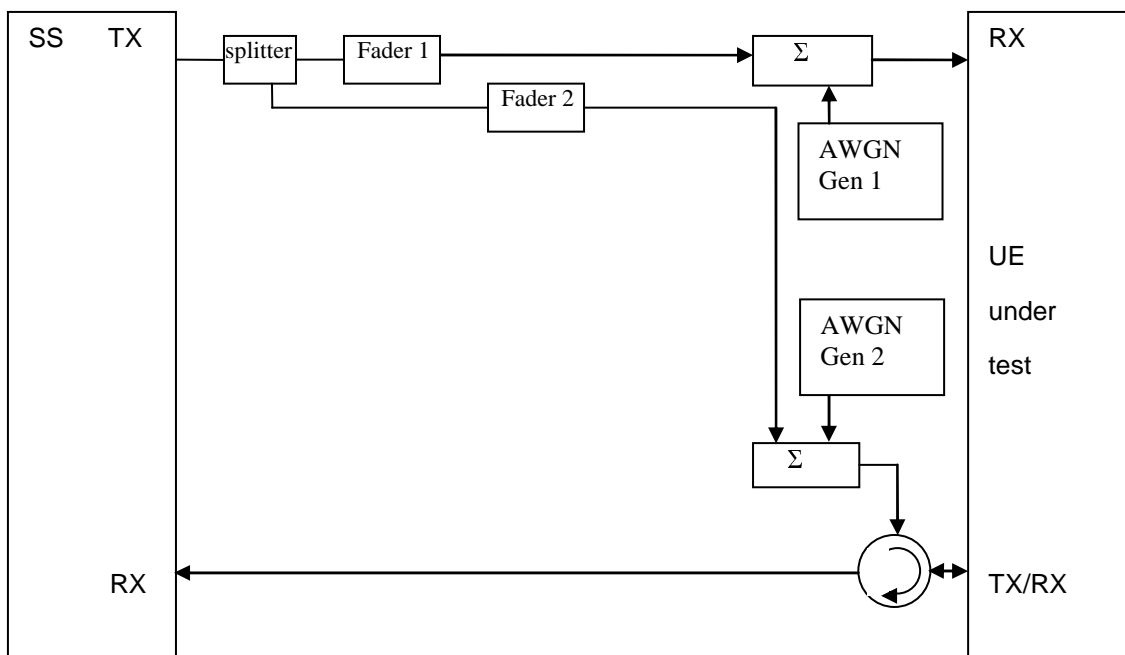 SS TX
splitter
Fader 1
Σ
RX
Fader 2
AWGN
Gen 1
UE
under
test
AWGN
Gen 2
Σ
RX
TX/RX